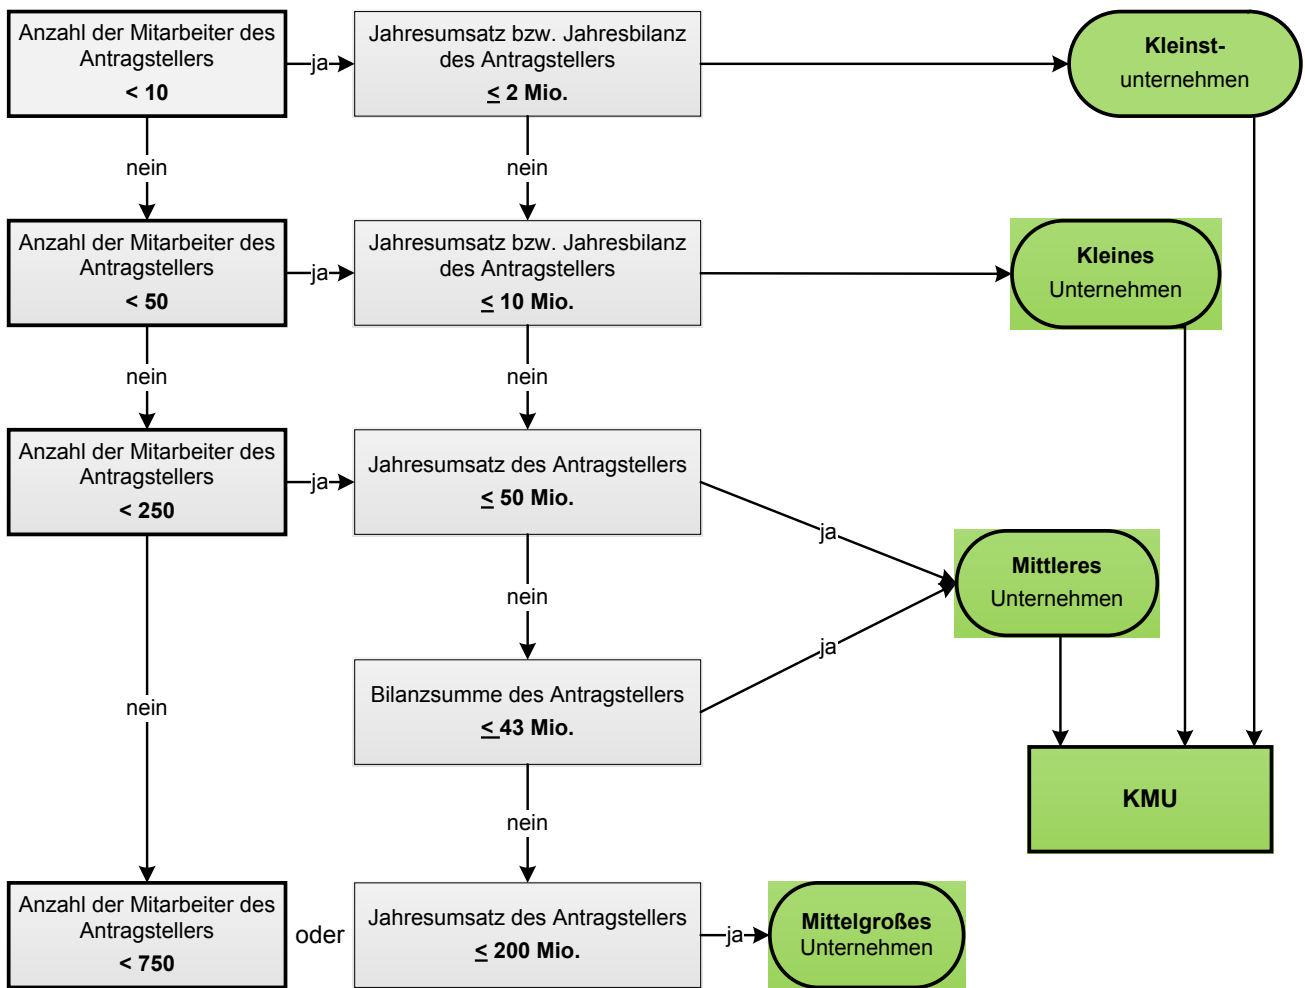 Anzahl der Mitarbeiter des
Antragstellers
< 10
ja
Jahresumsatz bzw. Jahresbilanz
des Antragstellers
≤ 2 Mio.
Kleinst-
unternehmen
nein
nein
Anzahl der Mitarbeiter des
Antragstellers
< 50
ja
Jahresumsatz bzw. Jahresbilanz
des Antragstellers
≤ 10 Mio.
Kleines
Unternehmen
nein
nein
Anzahl der Mitarbeiter des
Antragstellers
< 250
ja
Jahresumsatz des Antragstellers
≤ 50 Mio.
ja
Mittleres
Unternehmen
nein
ja
Bilanzsumme des Antragstellers
≤ 43 Mio.
nein
KMU
nein
Anzahl der Mitarbeiter des
Antragstellers
< 750
oder
Jahresumsatz des Antragstellers
≤ 200 Mio.
ja
Mittelgroßes
Unternehmen